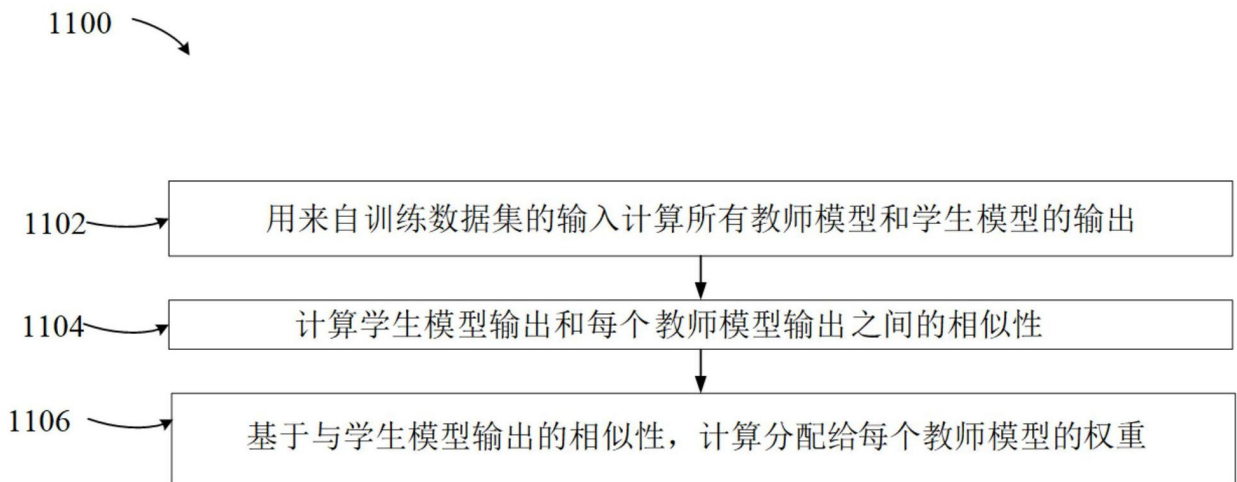 1100
1102
用来自训练数据集的输入计算所有教师模型和学生模型的输出
1104
计算学生模型输出和每个教师模型输出之间的相似性
1106
基于与学生模型输出的相似性，计算分配给每个教师模型的权重